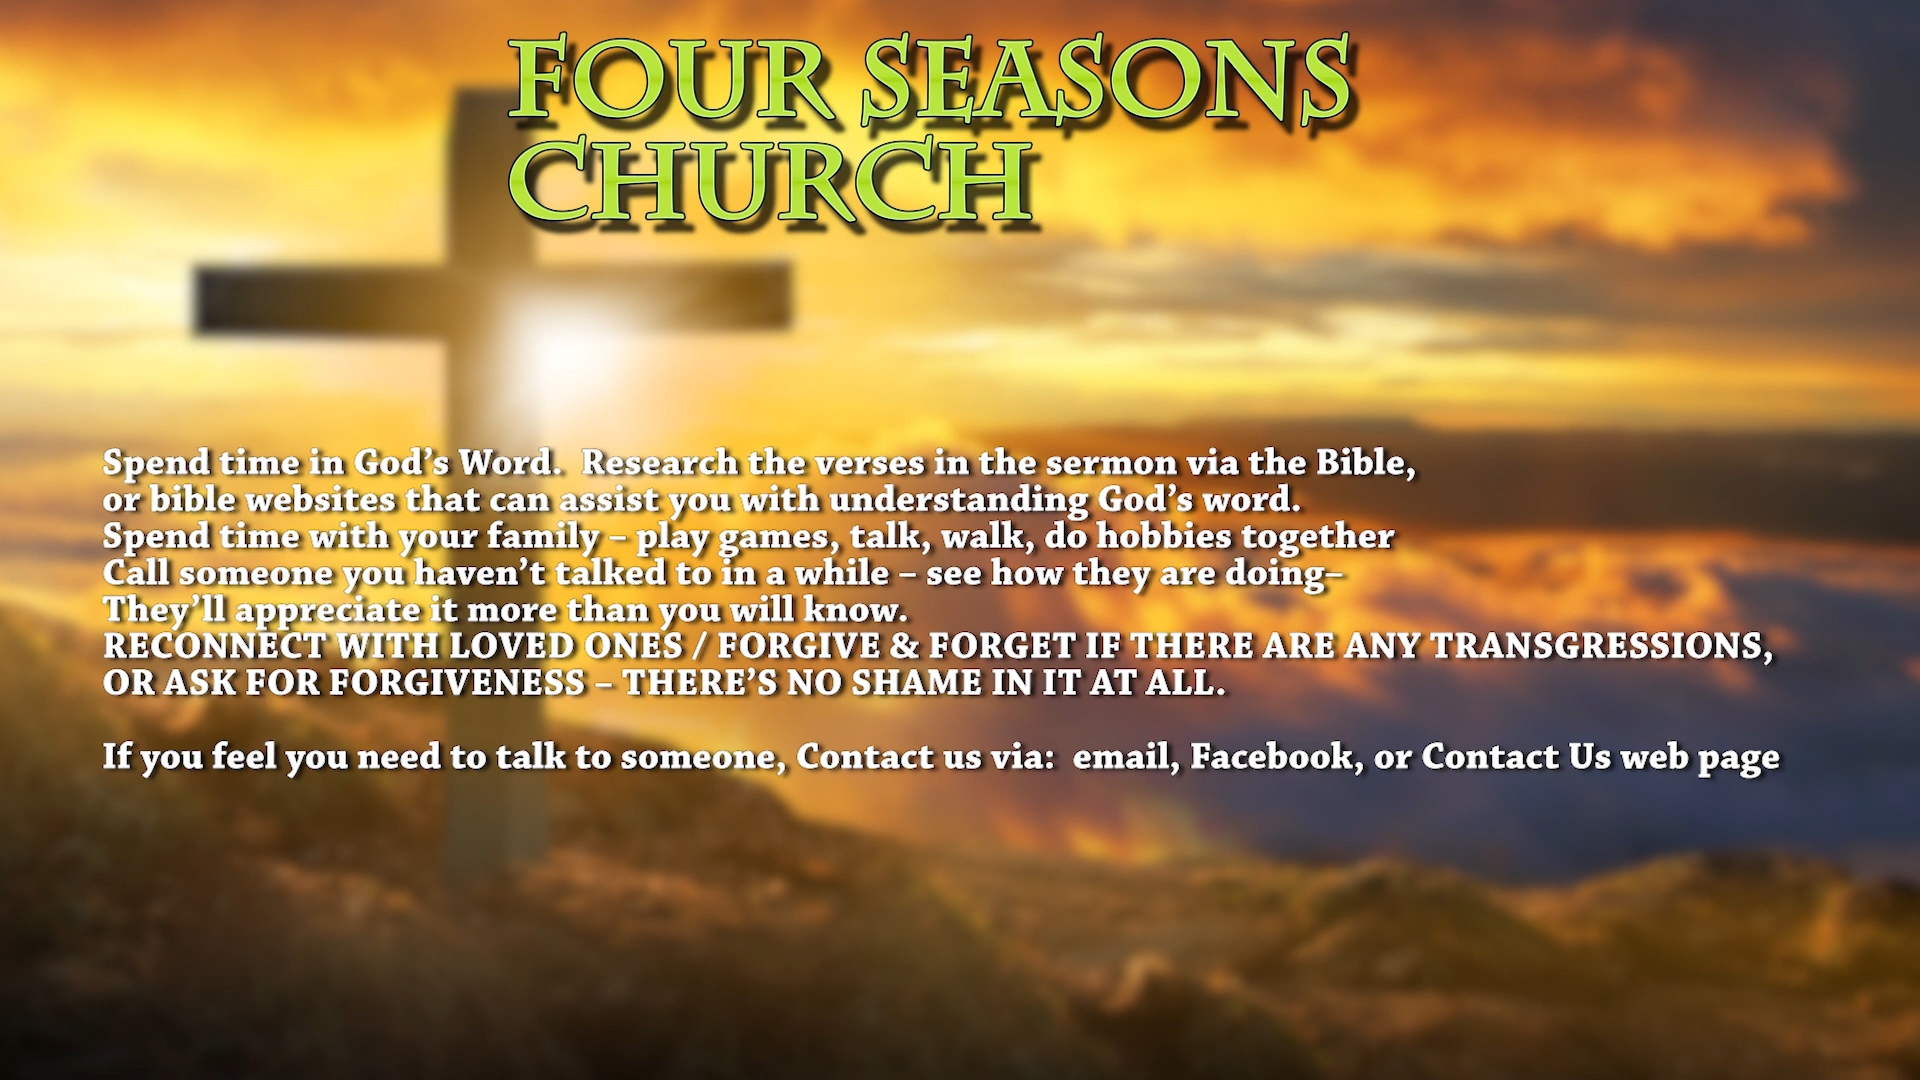 FOUR SEASONS
CHURCH
Spend time in God’s Word.  Research the verses in the sermon via the Bible,
or bible websites that can assist you with understanding God’s word.
Spend time with your family – play games, talk, walk, do hobbies together
Call someone you haven’t talked to in a while – see how they are doing–
They’ll appreciate it more than you will know.
RECONNECT WITH LOVED ONES / FORGIVE & FORGET IF THERE ARE ANY TRANSGRESSIONS,
OR ASK FOR FORGIVENESS – THERE’S NO SHAME IN IT AT ALL.
If you feel you need to talk to someone, Contact us via:  email, Facebook, or Contact Us web page